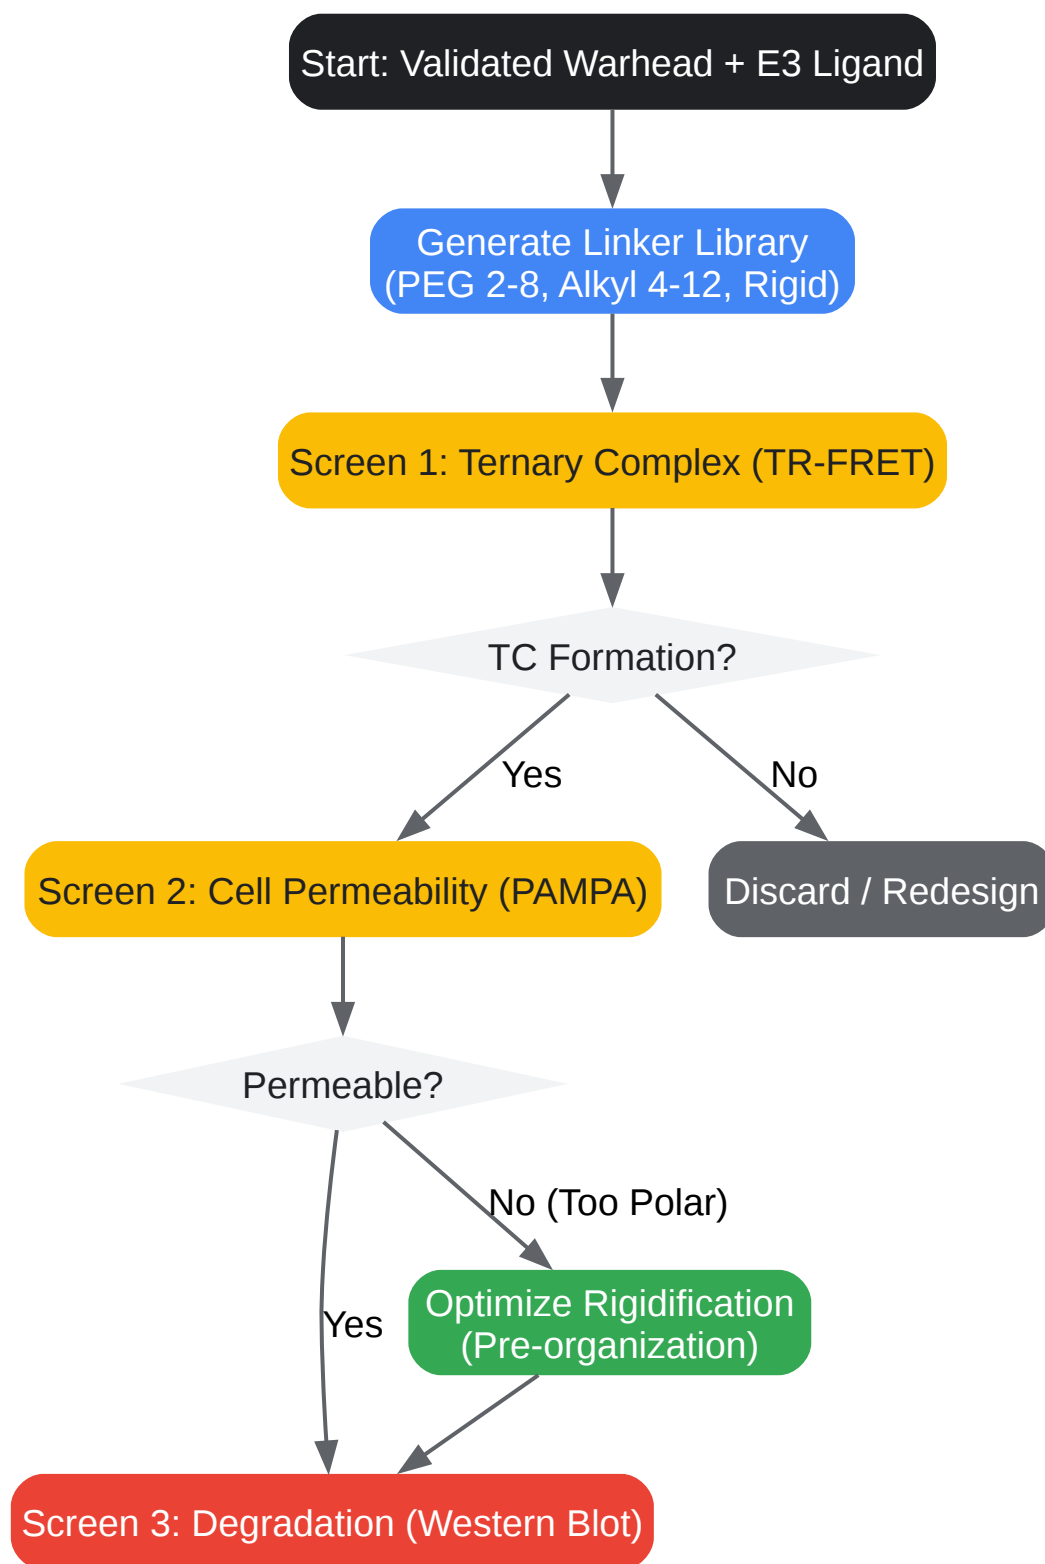 Start: Validated Warhead + E3 Ligand
Generate Linker Library
(PEG 2-8, Alkyl 4-12, Rigid)
Screen 1: Ternary Complex (TR-FRET)
TC Formation?
Yes
No
Screen 2: Cell Permeability (PAMPA)
Discard / Redesign
Permeable?
No (Too Polar)
Optimize Rigidification
(Pre-organization)
Yes
Screen 3: Degradation (Western Blot)